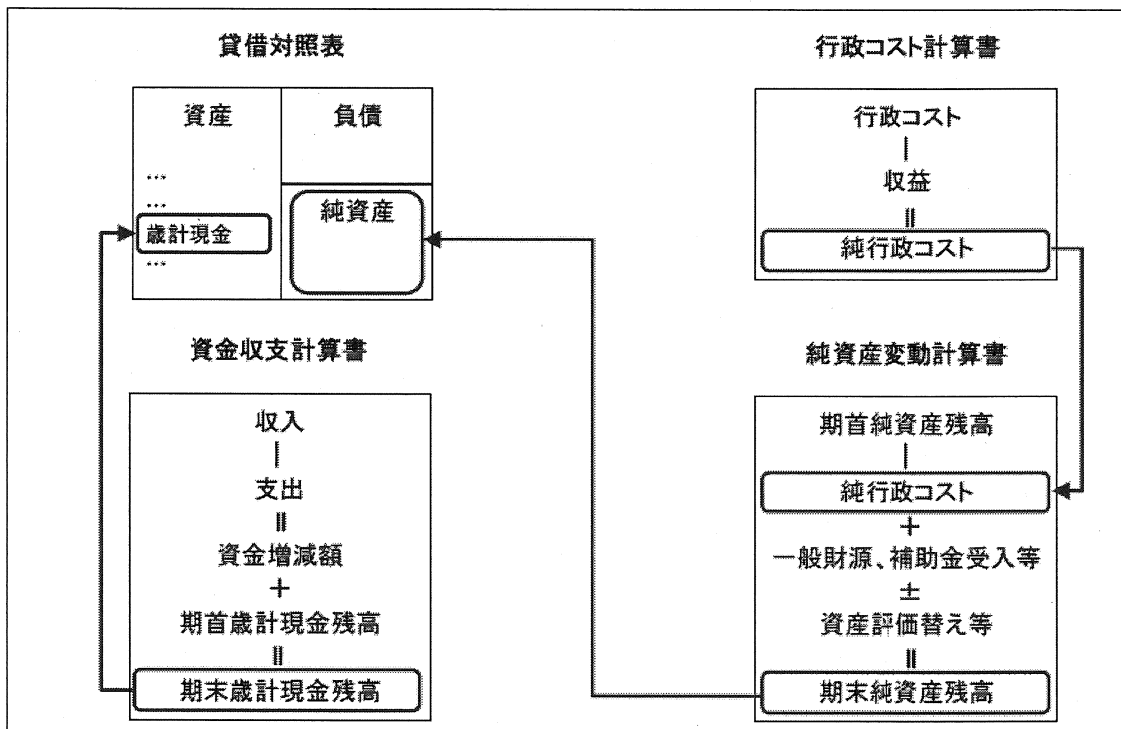 貸借対照表
資産
負債
…
…
歳計現金
…
純資産
行政コスト計算書
行政コスト
|
収益
||
純行政コスト
資金収支計算書
収入
|
支出
||
資金増減額
+
期首歳計現金残高
||
期末歳計現金残高
純資産変動計算書
期首純資産残高
|
純行政コスト
+
一般財源、補助金受入等
±
資産評価替え等
||
期末純資産残高